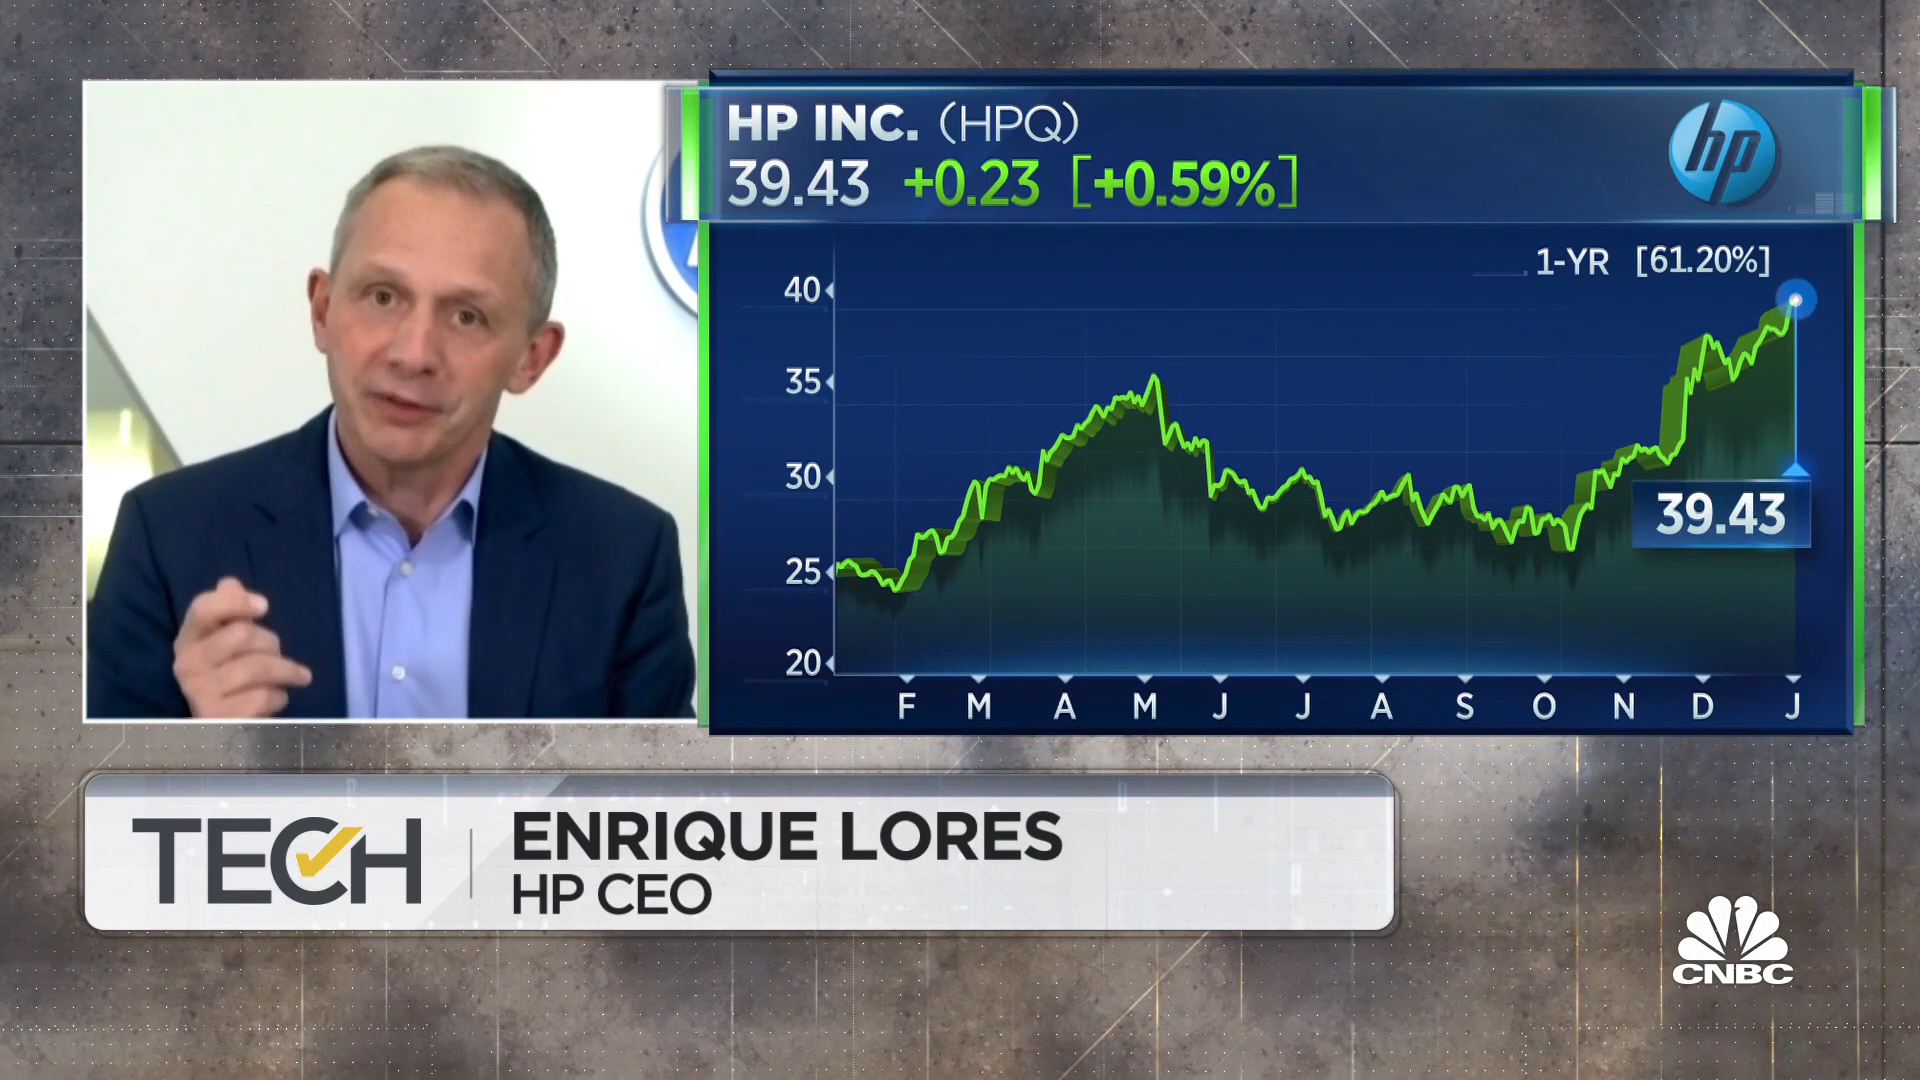 HP INC. (HPQ)
39.43 +0.23 [+0.59%]
hp
1-YR [61.20%]
40
35
30
25
20
39.43
F M A M J J A S O N D J
TECH
ENRIQUE LORES
HP CEO
CNBC